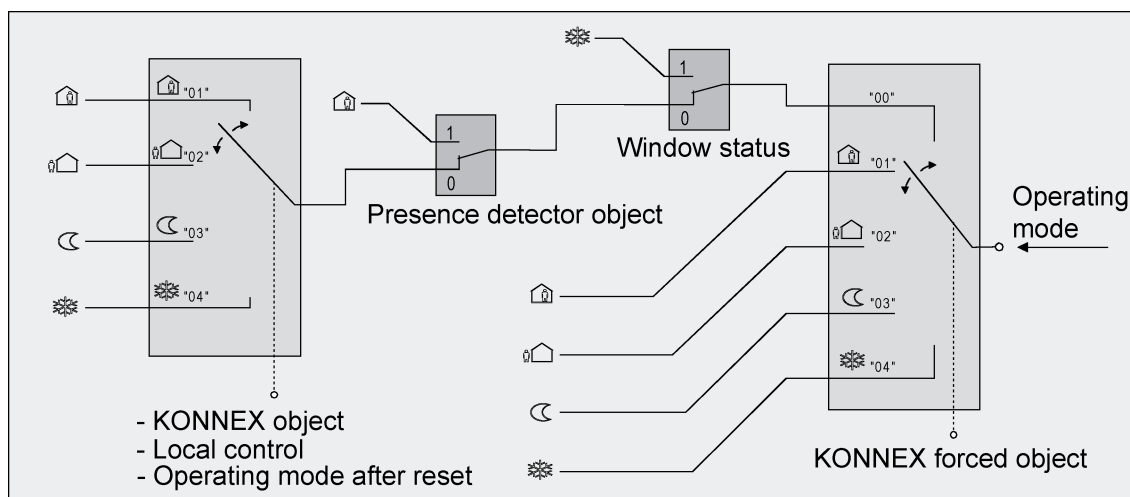 "01"
"02"
"03"
"04"
- KONNEX object
- Local control
- Operating mode after reset
1
0
Presence detector object
1
0
Window status
"00"
"01"
"02"
"03"
"04"
Operating
mode
KONNEX forced object